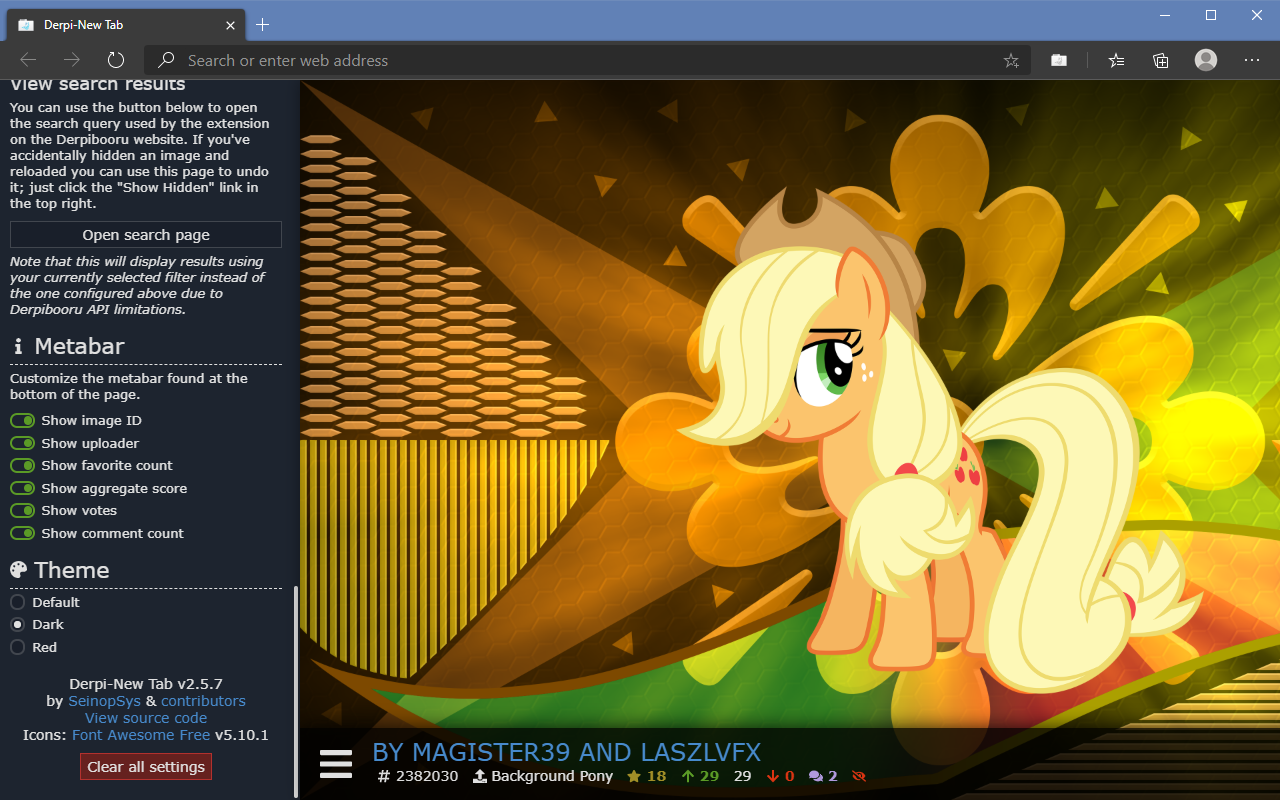 Derpi-New Tab
Search or enter web address
View search results
You can use the button below to open
the search query used by the extension
on the Derpibooru website. If you've
accidentally hidden an image and
reloaded you can use this page to undo
it; just click the "Show Hidden" link in
the top right.
Open search page
Note that this will display results using
your currently selected filter instead of
the one configured above due to
Derpibooru API limitations.
Metabar
Customize the metabar found at the
bottom of the page.
Show image ID
Show uploader
Show favorite count
Show aggregate score
Show votes
Show comment count
Theme
Default
Dark
Red
Derpi-New Tab v2.5.7
by SeinopSys & contributors
View source code
Icons: Font Awesome Free v5.10.1
Clear all settings
BY MAGISTER39 AND LASZLVFX
# 2382030 Background Pony 18 29 29 0 2